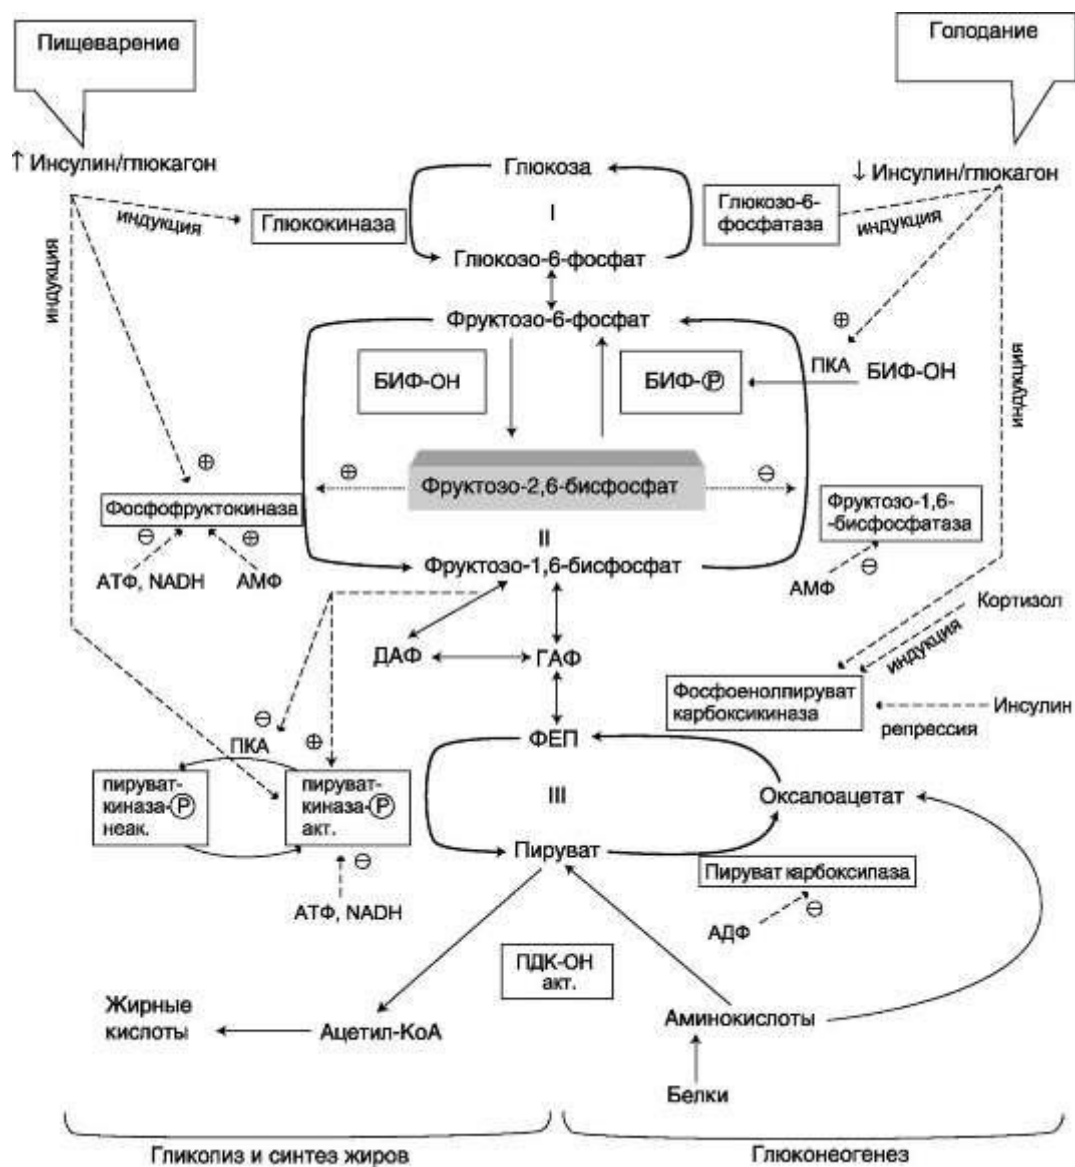 Пищеварение
Голодание
↑ Инсулин/глюкагон
↓ Инсулин/глюкагон
Глюкоза
индукция
Глюкокиназа
I
Глюкозо-6-
фосфатаза
индукция
индукция
Глюкозо-6-фосфат
Фруктозо-6-фосфат
⊕
БИФ-ОН
БИФ-Ⓟ
ПКА
БИФ-ОН
индукция
⊕
⊕
Фруктозо-2,6-бисфосфат
⊖
Фосфофруктокиназа
Фруктозо-1,6-
-бисфосфатаза
⊖
⊕
II
АТФ, NADH
АМФ
Фруктозо-1,6-бисфосфат
АМФ
⊖
Кортизол
индукция
ДАФ
ГАФ
Фосфоенолпируват
карбоксикиназа
Инсулин
репрессия
⊖
ПКА
⊕
ФЕП
пируват-
киназа-Ⓟ
неак.
пируват-
киназа-Ⓟ
акт.
III
Оксалоацетат
Пируват
⊖
Пируват карбоксилаза
АТФ, NADH
АДФ
⊖
ПДК-ОН
акт.
Жирные
кислоты
Ацетил-КоА
Аминокислоты
Белки
Гликолиз и синтез жиров
Глюконеогенез